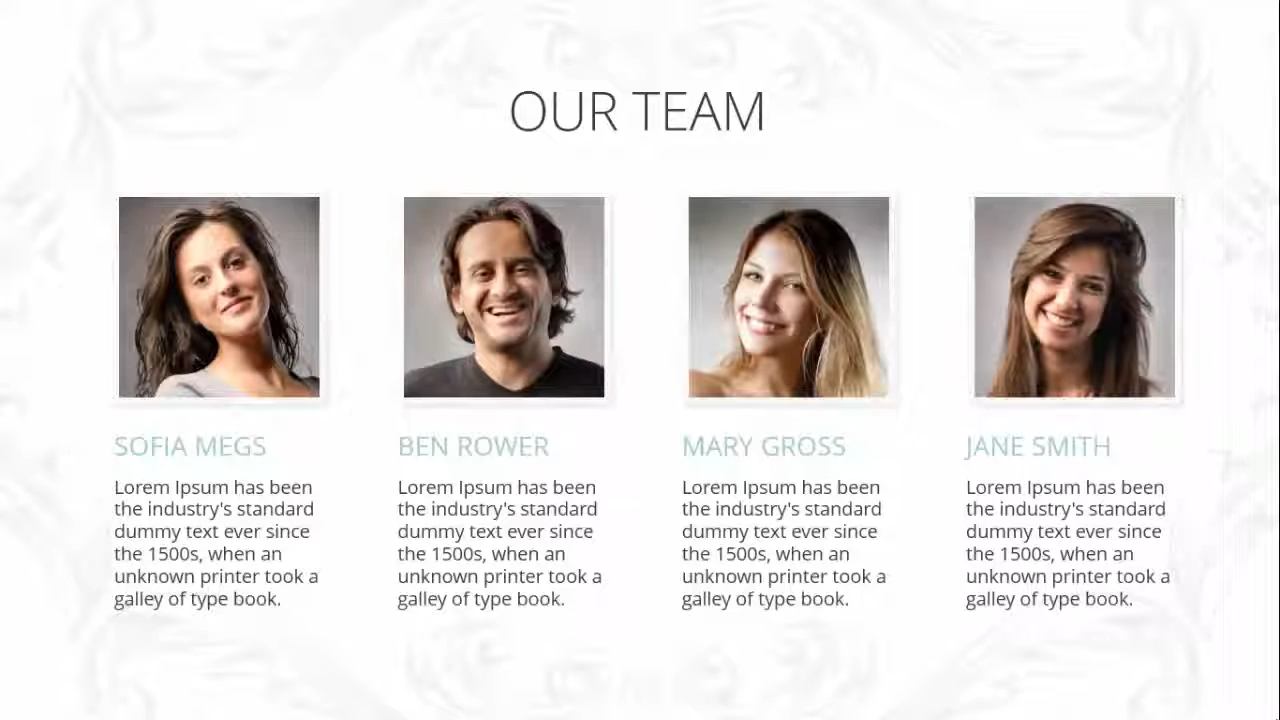 OUR TEAM
SOFIA MEGS
Lorem Ipsum has been
the industry's standard
dummy text ever since
the 1500s, when an
unknown printer took a
galley of type book.
BEN ROWER
Lorem Ipsum has been
the industry's standard
dummy text ever since
the 1500s, when an
unknown printer took a
galley of type book.
MARY GROSS
Lorem Ipsum has been
the industry's standard
dummy text ever since
the 1500s, when an
unknown printer took a
galley of type book.
JANE SMITH
Lorem Ipsum has been
the industry's standard
dummy text ever since
the 1500s, when an
unknown printer took a
galley of type book.